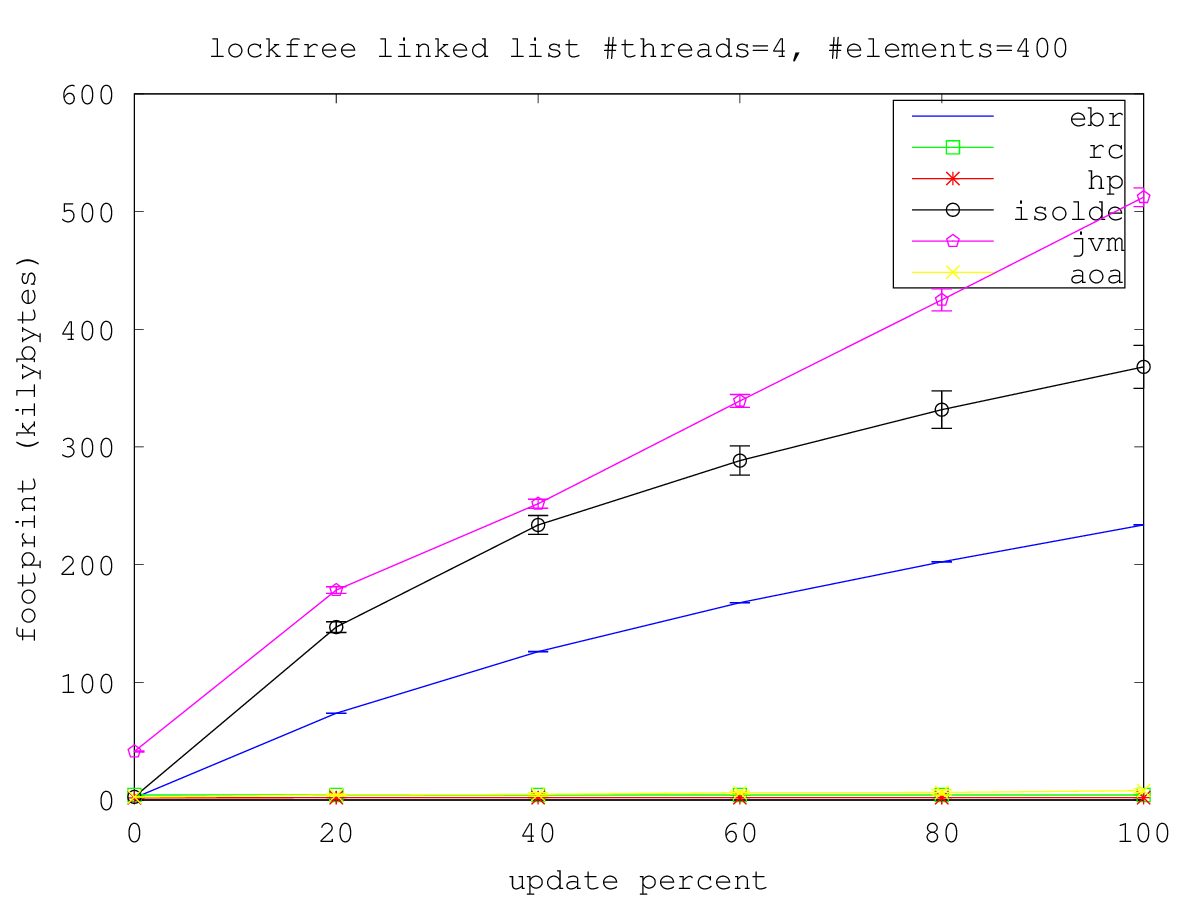 lockfree linked list #threads=4, #elements=400
600
500
400
300
200
100
0
footprint (kilybytes)
ebr
rc
hp
isolde
jvm
aoa
0 20 40 60 80 100
update percent